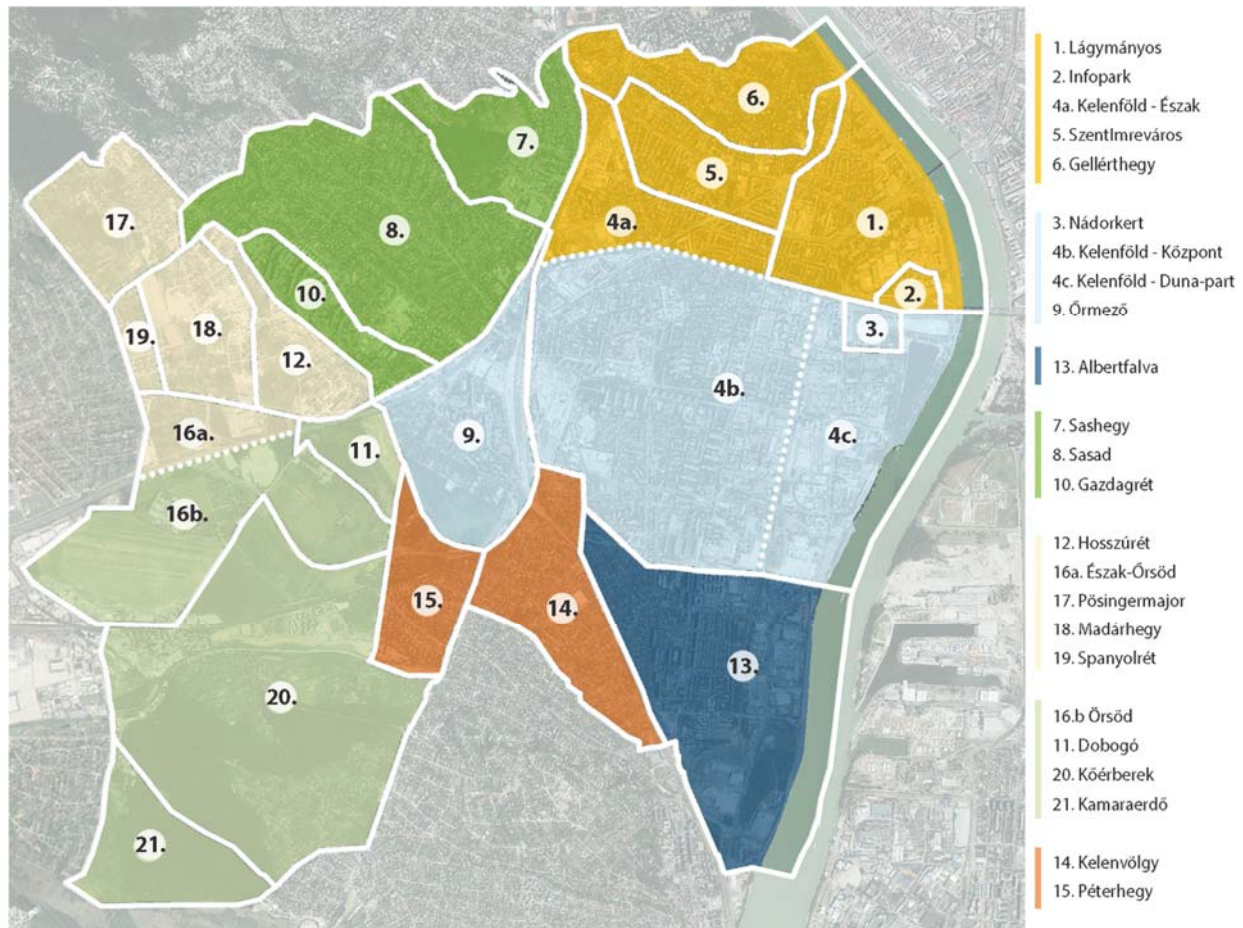 1. Lágymányos
2. Infopark
4a. Kelenföld - Észak
5. SzentImreváros
6. Gellérthegy
3. Nádorkert
4b. Kelenföld - Központ
4c. Kelenföld - Duna-part
9. Őrmező
13. Albertfalva
7. Sashegy
8. Sasad
10. Gazdagrét
12. Hosszúrét
16a. Észak-Őrsöd
17. Pösingermajor
18. Madárhegy
19. Spanyolrét
16.b Őrsöd
11. Dobogó
20. Kőérberek
21. Kamaraerdő
14. Kelenvölgy
15. Péterhegy
6.
7.
5.
17.
4a.
1.
8.
10.
2.
19.
18.
3.
12.
4b.
16a.
11.
9.
4c.
16b.
15.
14.
13.
20.
21.